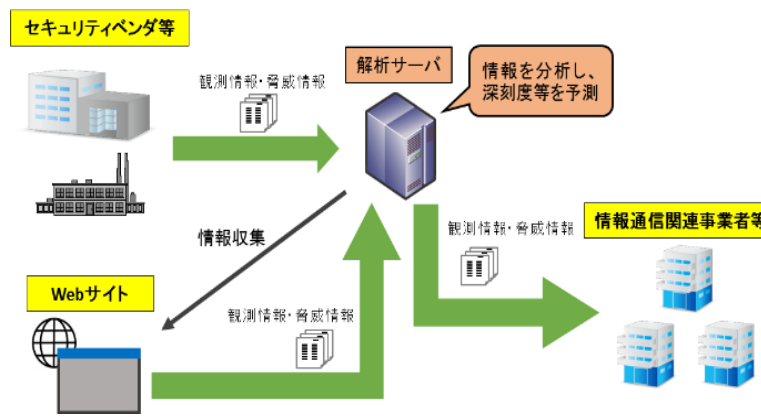 セキュリティベンダ等
観測情報・脅威情報
解析サーバ
情報を分析し、
深刻度等を予測
情報収集
観測情報・脅威情報
情報通信関連事業者等
Webサイト
観測情報・脅威情報